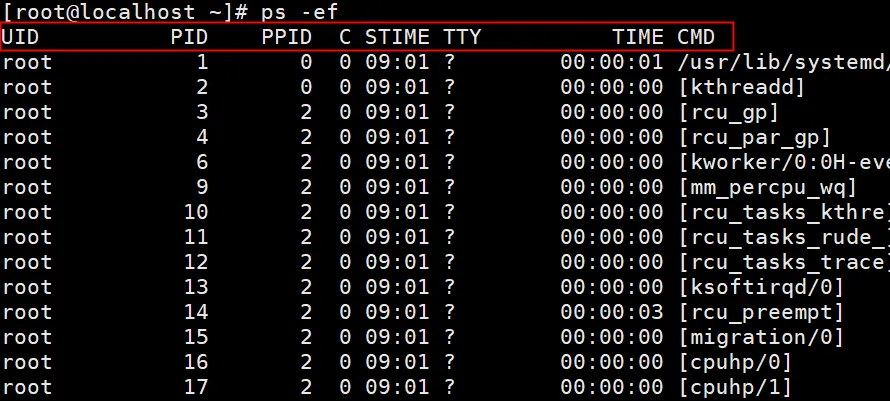 [root@localhost ~]# ps -ef
UID          PID    PPID  C STIME TTY          TIME CMD
root           1       0  0 09:01 ?        00:00:01 /usr/lib/systemd/
root           2       0  0 09:01 ?        00:00:00 [kthreadd]
root           3       2  0 09:01 ?        00:00:00 [rcu_gp]
root           4       2  0 09:01 ?        00:00:00 [rcu_par_gp]
root           6       2  0 09:01 ?        00:00:00 [kworker/0:0H-eve
root           9       2  0 09:01 ?        00:00:00 [mm_percpu_wq]
root          10       2  0 09:01 ?        00:00:00 [rcu_tasks_kthre]
root          11       2  0 09:01 ?        00:00:00 [rcu_tasks_rude_]
root          12       2  0 09:01 ?        00:00:00 [rcu_tasks_trace]
root          13       2  0 09:01 ?        00:00:00 [ksoftirqd/0]
root          14       2  0 09:01 ?        00:00:03 [rcu_preempt]
root          15       2  0 09:01 ?        00:00:00 [migration/0]
root          16       2  0 09:01 ?        00:00:00 [cpuhp/0]
root          17       2  0 09:01 ?        00:00:00 [cpuhp/1]